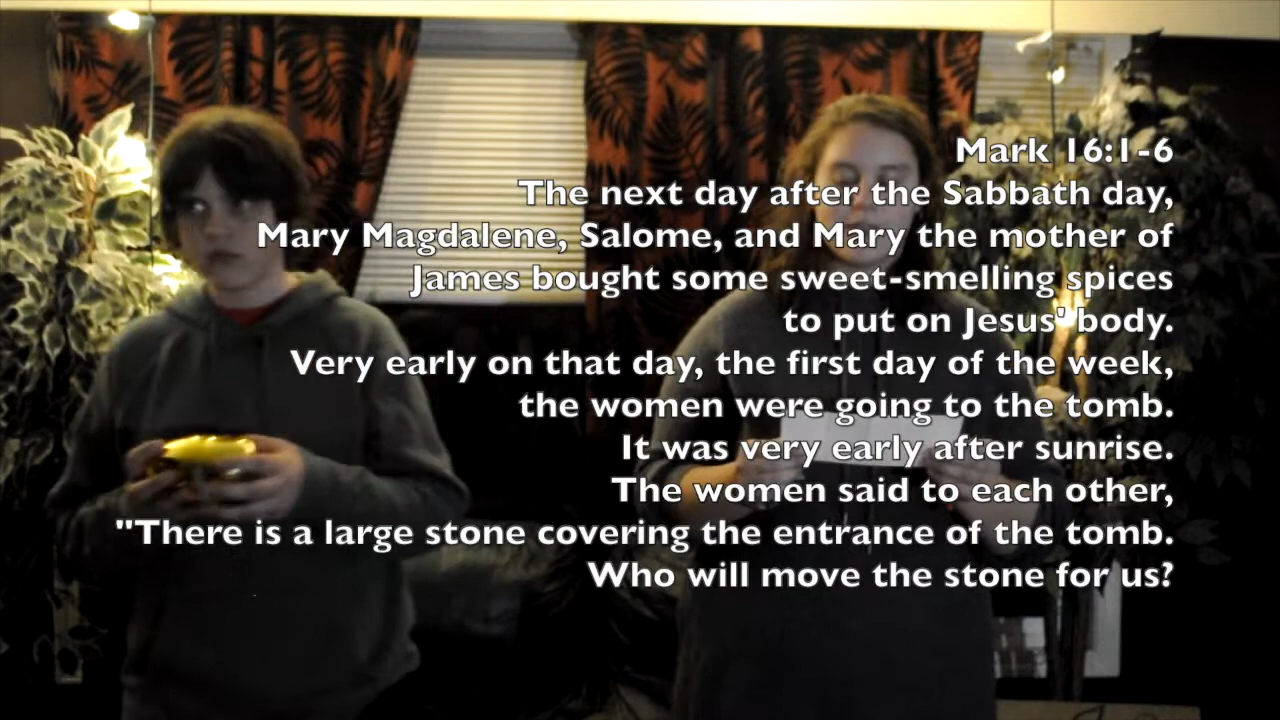 Mark 16:1-6
The next day after the Sabbath day,
Mary Magdalene, Salome, and Mary the mother of
James bought some sweet-smelling spices
to put on Jesus' body.
Very early on that day, the first day of the week,
the women were going to the tomb.
It was very early after sunrise.
The women said to each other,
"There is a large stone covering the entrance of the tomb.
Who will move the stone for us?